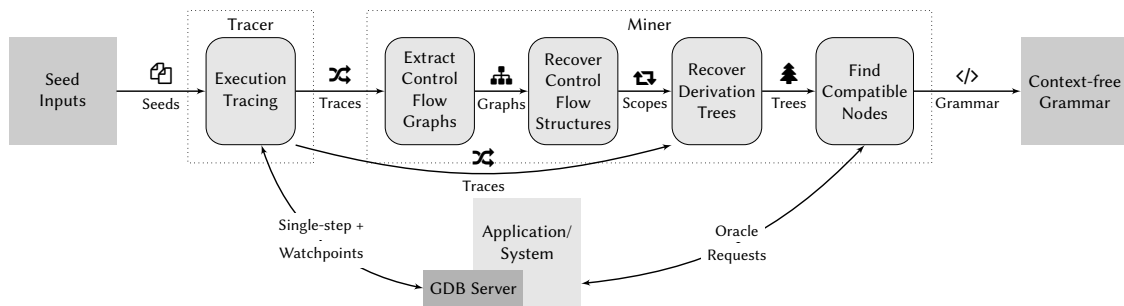 Tracer
Miner
Seed
Inputs
Seeds
Execution
Tracing
Traces
Extract
Control
Flow
Graphs
Graphs
Recover
Control
Flow
Structures
Scopes
Recover
Derivation
Trees
Trees
Find
Compatible
Nodes
</>
Grammar
Context-free
Grammar
Traces
Single-step +
Watchpoints
Application/
System
GDB Server
Oracle
Requests